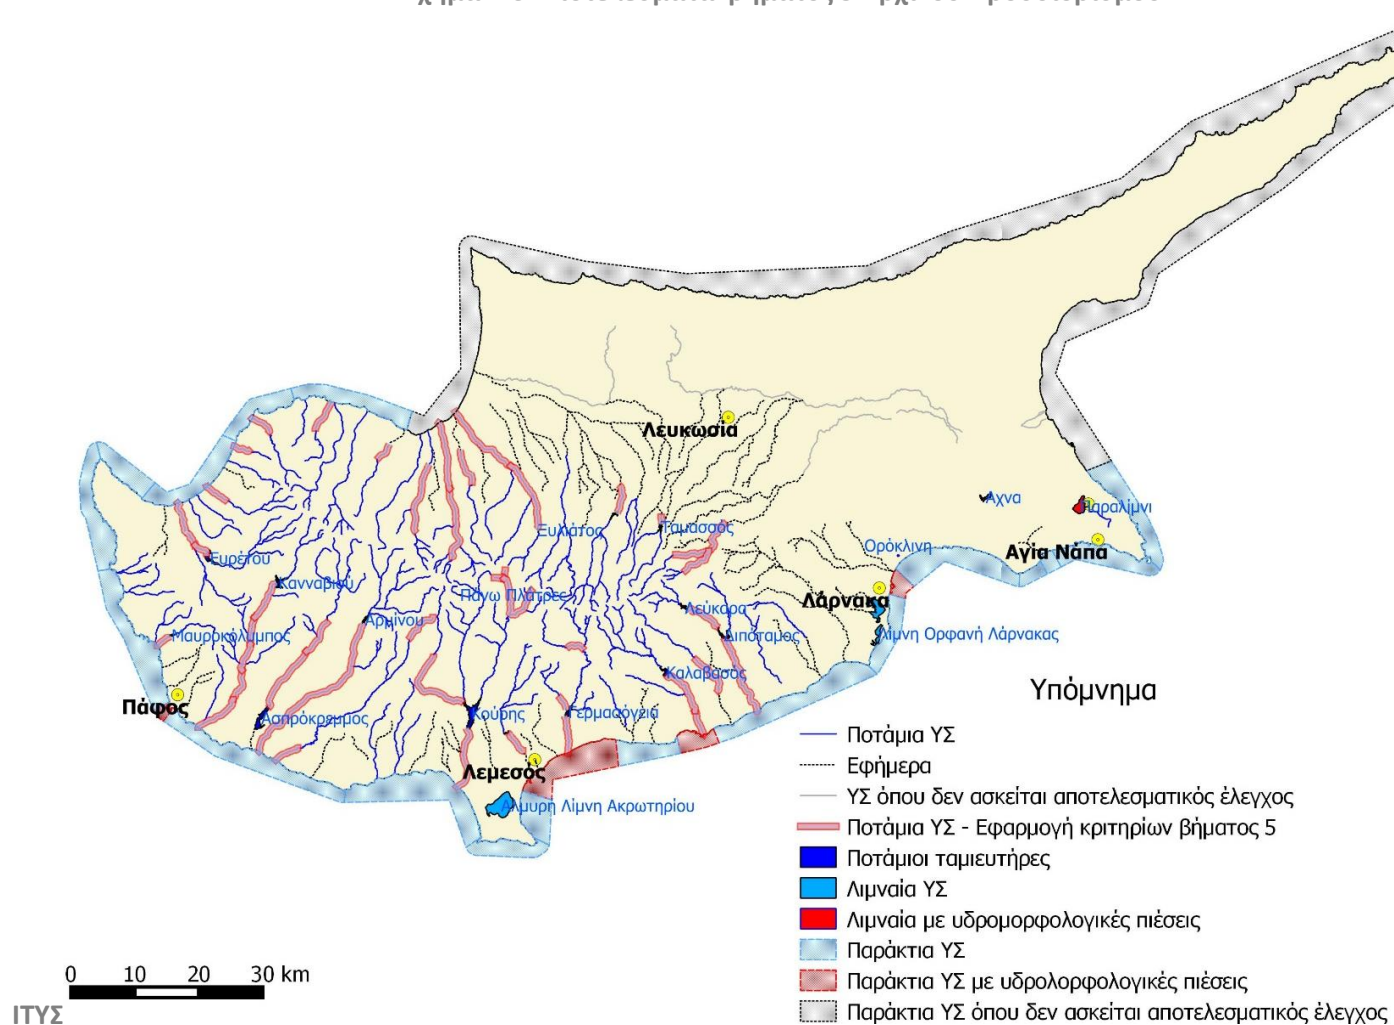 Λευκωσία
Αχνα
Παραλίμνι
Ξυλιάτος
Ταμασσός
Ορόκλινη
Αγία Νάπα
Ευρέτου
Κανναβιού
Πάνω Πλάτρες
Λάρνακα
Λεύκαρα
Αρμίνου
Μαυροκόλυμπος
Διπόταμος
Λίμνη Ορφανή Λάρνακας
Καλαβασός
Πάφος
Ασπρόκρεμμος
Κούρης
Γερμασόγεια
Λεμεσός
Αλμυρή Λίμνη Ακρωτηρίου
Υπόμνημα
Ποτάμια ΥΣ
Εφήμερα
ΥΣ όπου δεν ασκείται αποτελεσματικός έλεγχος
Ποτάμια ΥΣ - Εφαρμογή κριτηρίων βήματος 5
Ποτάμιοι ταμιευτήρες
Λιμναία ΥΣ
Λιμναία με υδρομορφολογικές πιέσεις
Παράκτια ΥΣ
Παράκτια ΥΣ με υδρολορφολογικές πιέσεις
Παράκτια ΥΣ όπου δεν ασκείται αποτελεσματικός έλεγχος
0 10 20 30 km
ΙΤΥΣ